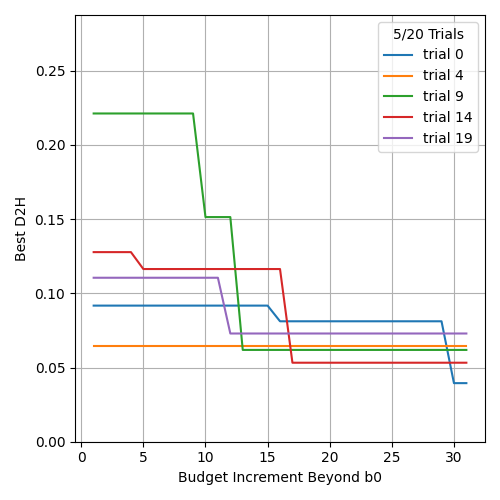 5/20 Trials
trial 0
trial 4
trial 9
trial 14
trial 19
0.25
0.20
0.15
0.10
0.05
0.00
Best D2H
0 5 10 15 20 25 30
Budget Increment Beyond b0